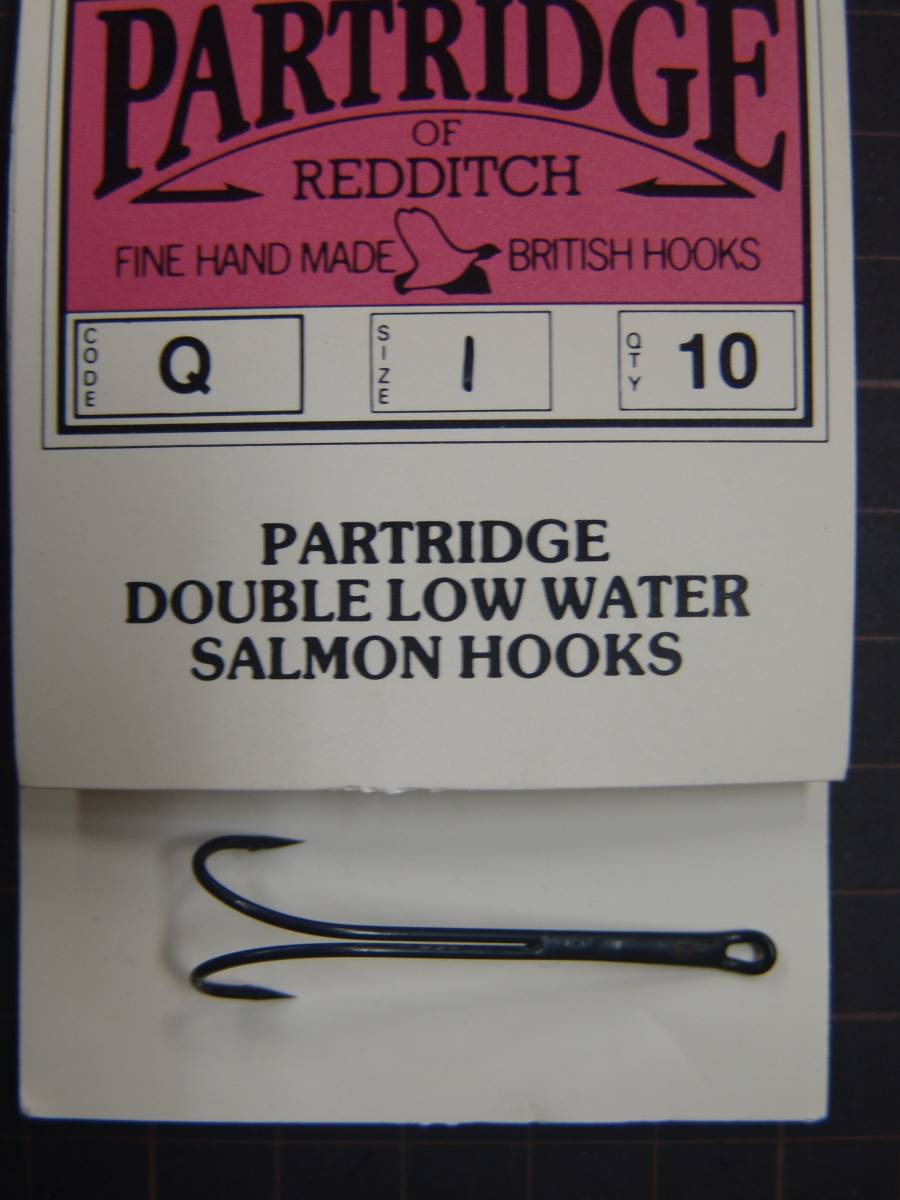 PARTRIDGE
OF
REDDITCH
FINE HAND MADE BRITISH HOOKS
CODE Q SIZE 1 QTY 10
PARTRIDGE
DOUBLE LOW WATER
SALMON HOOKS